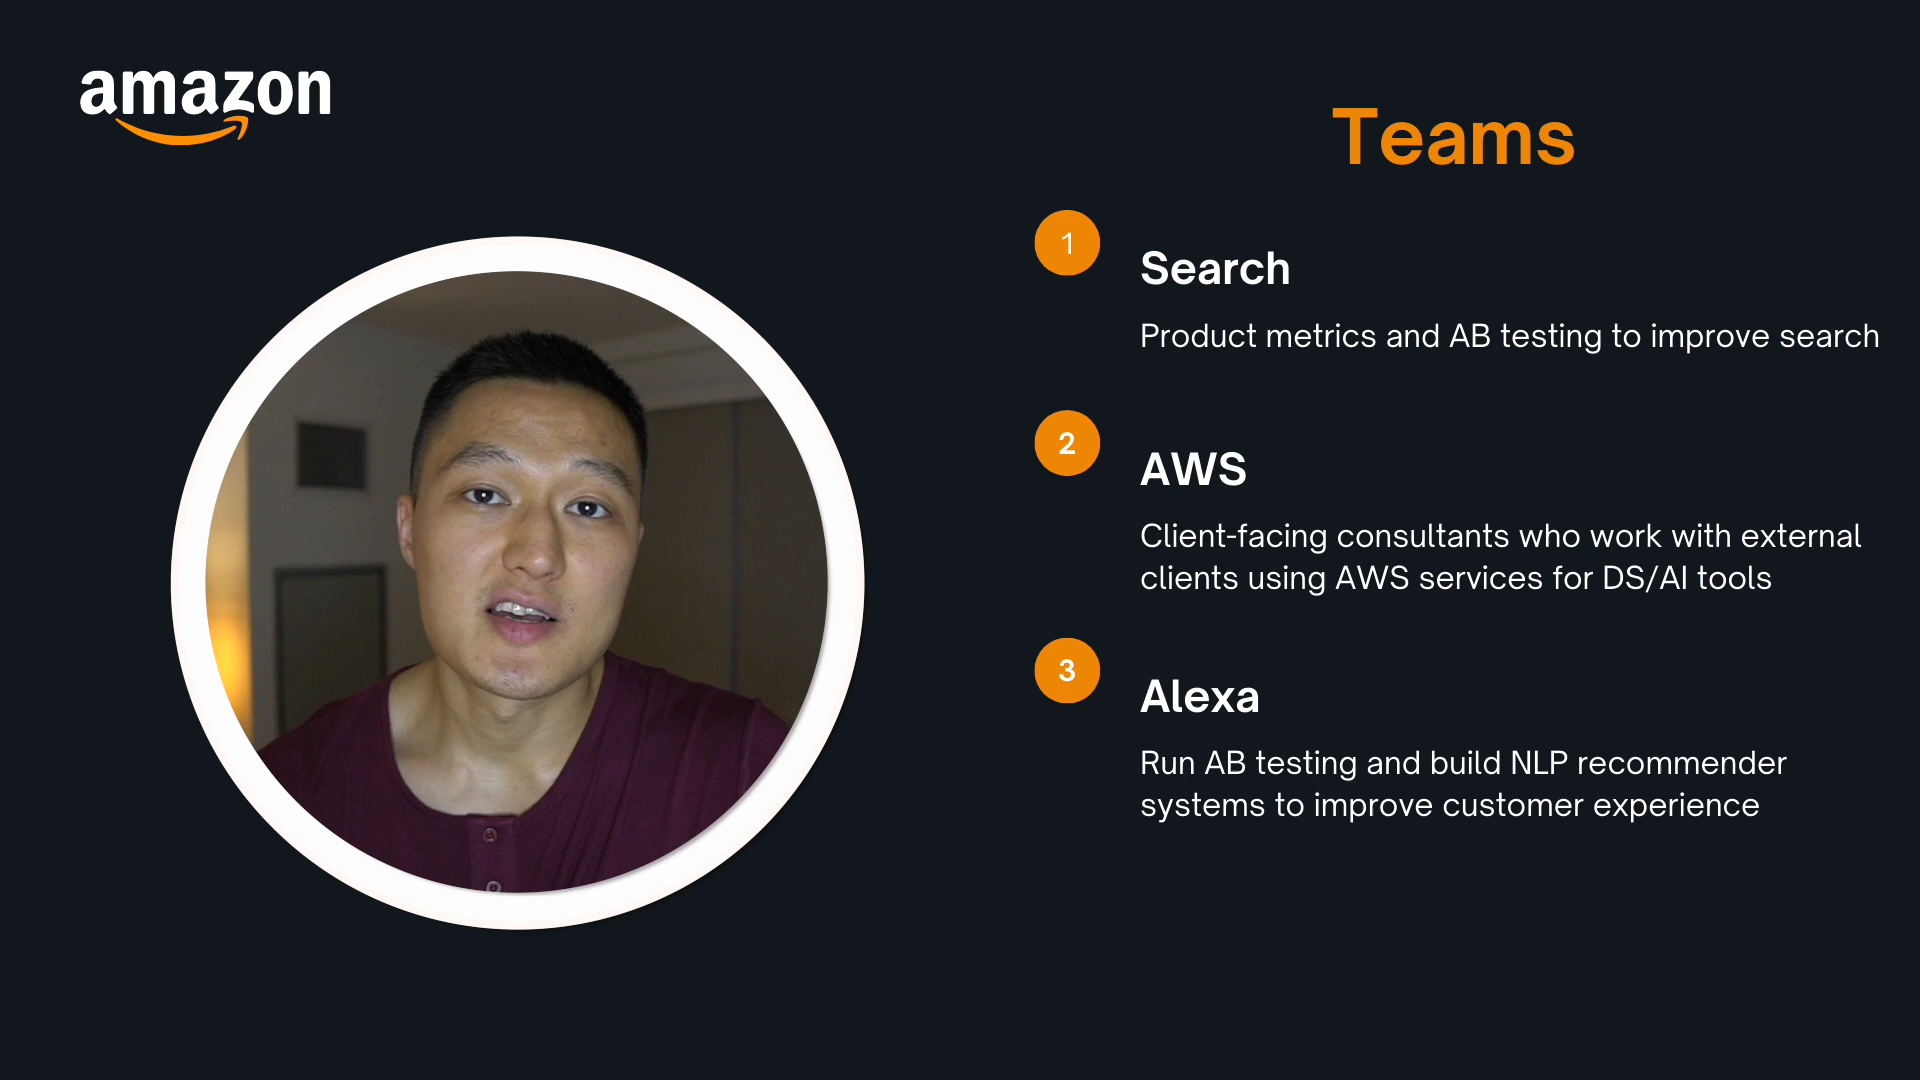 amazon
Teams
1
Search
Product metrics and AB testing to improve search
2
AWS
Client-facing consultants who work with external
clients using AWS services for DS/AI tools
3
Alexa
Run AB testing and build NLP recommender
systems to improve customer experience